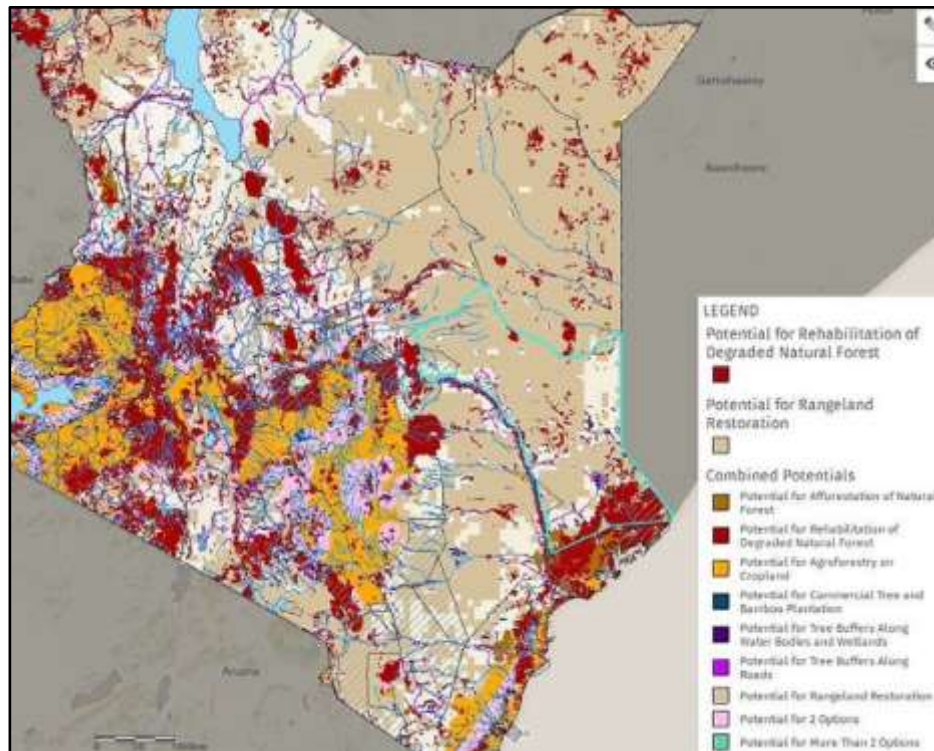 LEGEND
Potential for Rehabilitation of
Degraded Natural Forest
Potential for Rangeland
Restoration
Combined Potentials
Potential for Afforestation of Natural
Forest
Potential for Rehabilitation of
Degraded Natural Forest
Potential for Agroforestry on
Cropland
Potential for Commercial Tree and
Bamboo Plantation
Potential for Tree Buffers Along
Water Bodies and Wetlands
Potential for Tree Buffers Along
Roads
Potential for Rangeland Restoration
Potential for 2 Options
Potential for More Than 2 Options